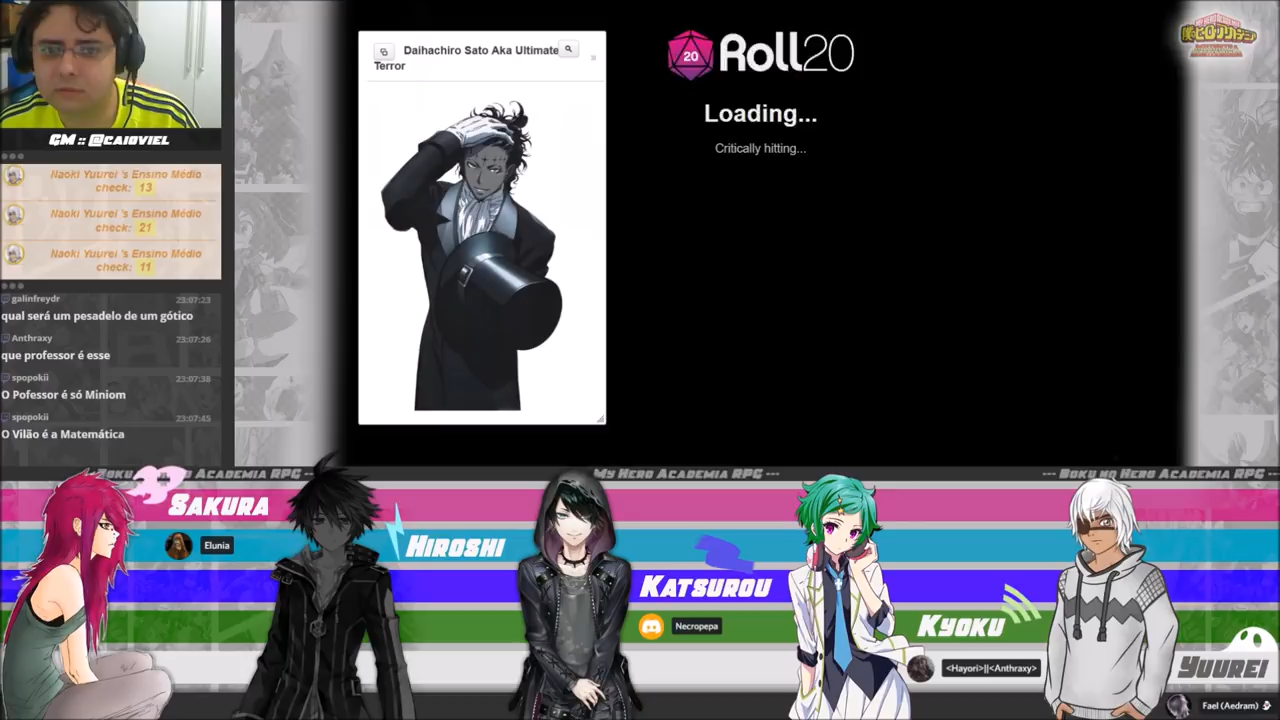 GM :: @CAIOVIEL
Naoki Yuurei 's Ensino Médio
check: 13
Naoki Yuurei 's Ensino Médio
check: 21
Naoki Yuurei 's Ensino Médio
check: 11
galinfreydr 23:07:23
qual será um pesadelo de um gótico
Anthraxy 23:07:26
que professor é esse
spopokii 23:07:38
O Pofessor é só Miniom
spopokii 23:07:45
O Vilão é a Matemática
Daihachiro Sato Aka Ultimate
Terror
20
Roll20
Loading...
Critically hitting...
Academia RPG ---
My Hero Academia RPG ---
--- Boku no Hero Academia RPG ---
Sakura
Elunia
Hiroshi
Katsurou
Necropepa
Kyoku
<Hayori>||<Anthraxy>
Yuurei
Fael (Aedram)